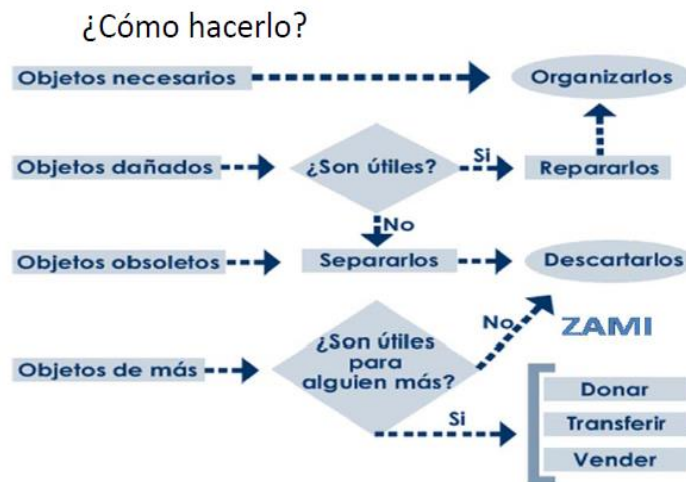 ¿Cómo hacerlo?
Objetos necesarios
Organizarlos
Objetos dañados
¿Son útiles?
Si
Repararlos
No
Objetos obsoletos
Separarlos
Descartarlos
Objetos de más
¿Son útiles
para
alguien más?
No
ZAMI
Si
Donar
Transferir
Vender